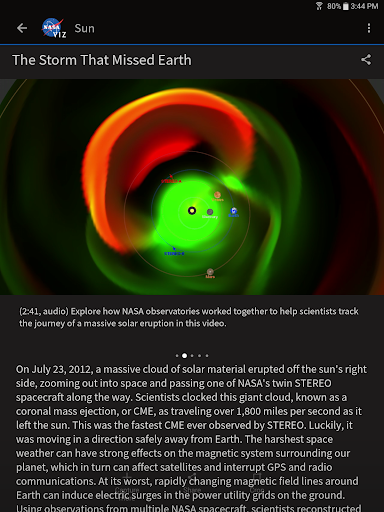 80% 3:44 PM
NASA VIZ Sun
The Storm That Missed Earth
STEREO A
STEREO B
Mars
(2:41, audio) Explore how NASA observatories worked together to help scientists track
the journey of a massive solar eruption in this video.
On July 23, 2012, a massive cloud of solar material erupted off the sun's right
side, zooming out into space and passing one of NASA's twin STEREO
spacecraft along the way. Scientists clocked this giant cloud, known as a
coronal mass ejection, or CME, as traveling over 1,800 miles per second as it
left the sun. This was the fastest CME ever observed by STEREO. Luckily, it
was moving in a direction safely away from Earth. The harshest space
weather can have strong effects on the magnetic system surrounding our
planet, which in turn can affect satellites and interrupt GPS and radio
communications. At its worst, rapidly changing magnetic field lines around
Earth can induce electric surges in the power utility grids on the ground.
Using observations from multiple NASA spacecraft, scientists reconstructed
Capture
Share